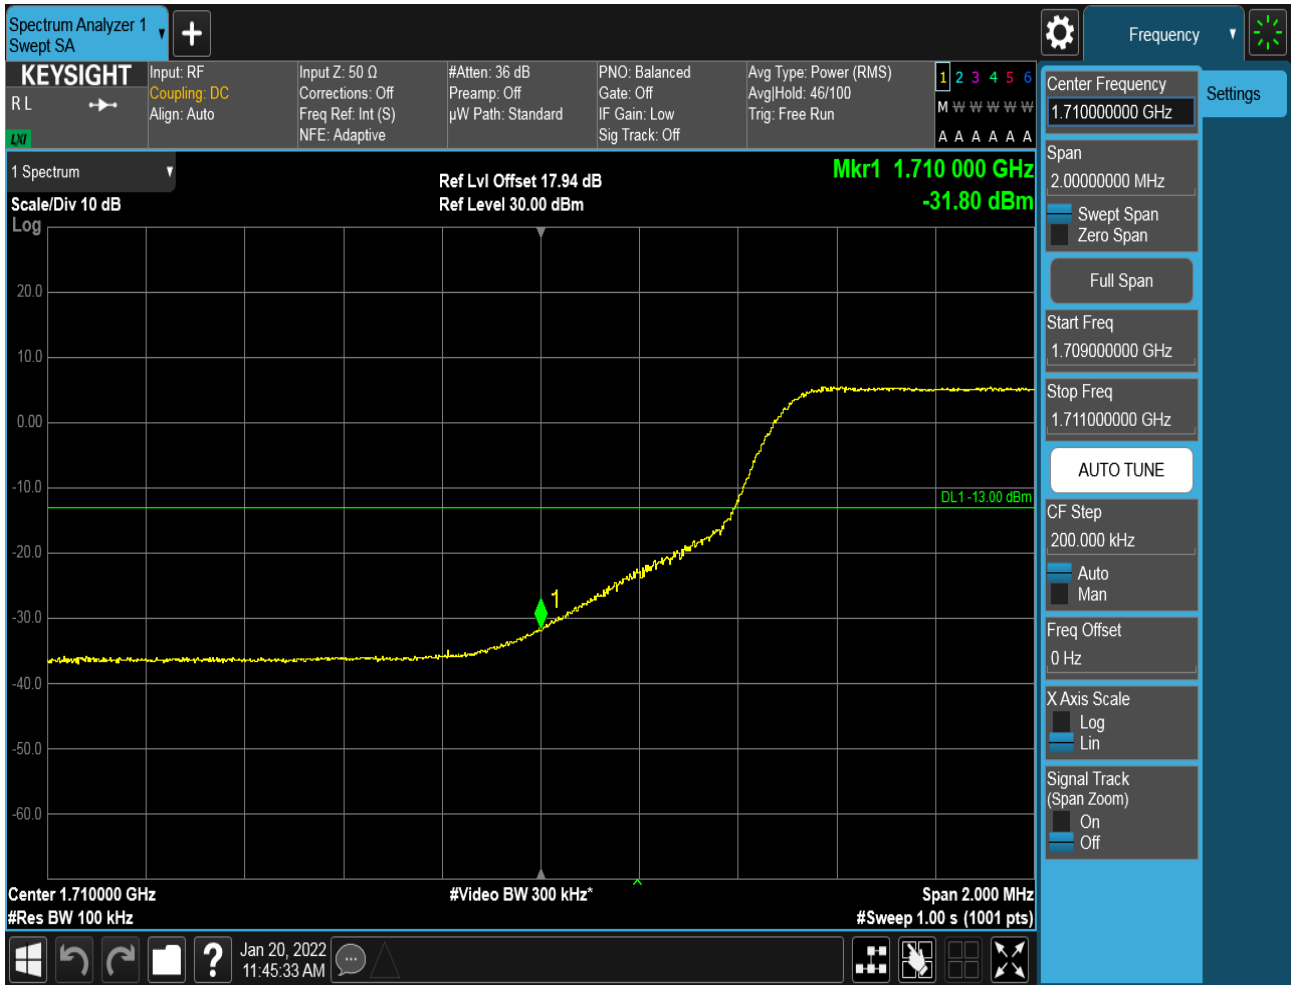 Spectrum Analyzer 1
Swept SA
Frequency
KEYSIGHT
R L
LXI
Input: RF
Coupling: DC
Align: Auto
Input Z: 50 Ω
Corrections: Off
Freq Ref: Int (S)
NFE: Adaptive
#Atten: 36 dB
Preamp: Off
µW Path: Standard
PNO: Balanced
Gate: Off
IF Gain: Low
Sig Track: Off
Avg Type: Power (RMS)
Avg|Hold: 46/100
Trig: Free Run
1 2 3 4 5 6
M W W W W W
A A A A A A
1 Spectrum
Scale/Div 10 dB
Log
Ref Lvl Offset 17.94 dB
Ref Level 30.00 dBm
Mkr1 1.710 000 GHz
-31.80 dBm
20.0
10.0
0.00
-10.0
-20.0
-30.0
-40.0
-50.0
-60.0
DL1 -13.00 dBm
1
Center 1.710000 GHz
#Res BW 100 kHz
#Video BW 300 kHz*
Span 2.000 MHz
#Sweep 1.00 s (1001 pts)
Jan 20, 2022
11:45:33 AM
?
Center Frequency
1.710000000 GHz
Settings
Span
2.00000000 MHz
Swept Span
Zero Span
Full Span
Start Freq
1.709000000 GHz
Stop Freq
1.711000000 GHz
AUTO TUNE
CF Step
200.000 kHz
Auto
Man
Freq Offset
0 Hz
X Axis Scale
Log
Lin
Signal Track
(Span Zoom)
On
Off